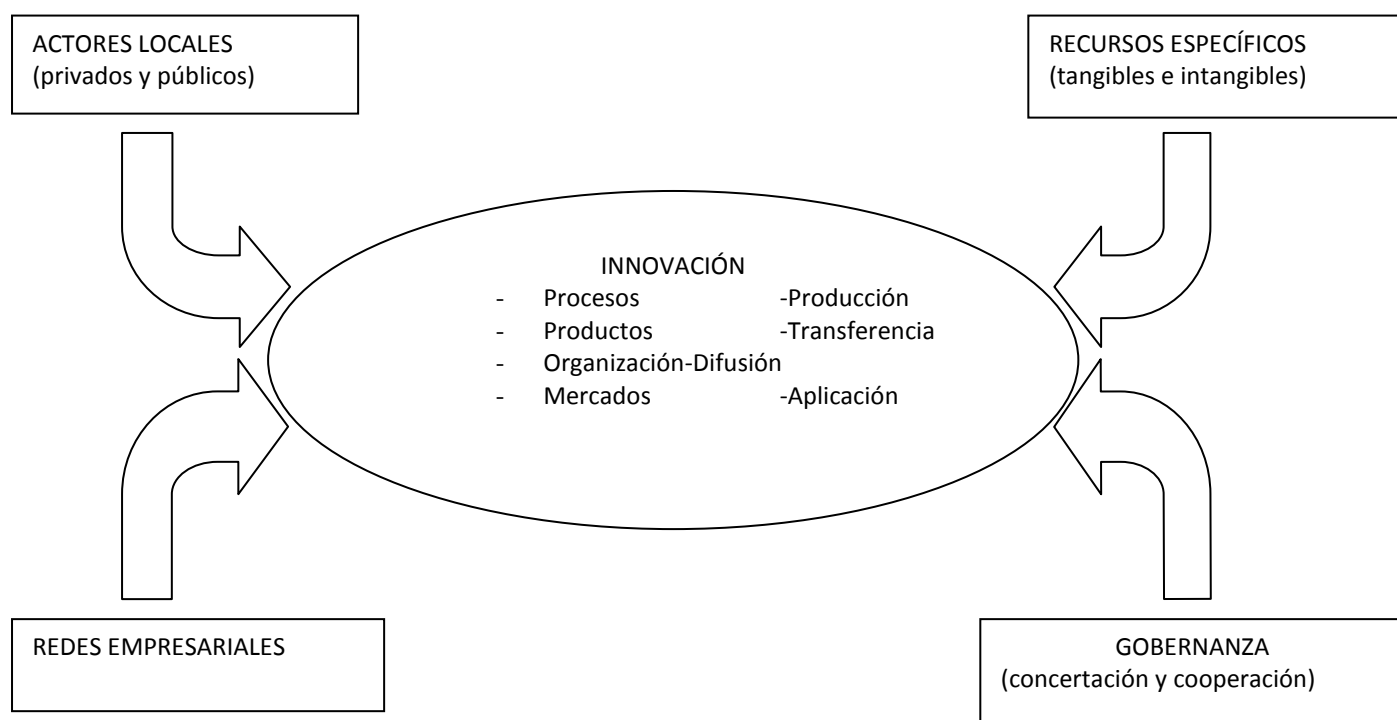 ACTORES LOCALES
(privados y públicos)
RECURSOS ESPECÍFICOS
(tangibles e intangibles)
INNOVACIÓN
- Procesos -Producción
- Productos -Transferencia
- Organización-Difusión
- Mercados -Aplicación
REDES EMPRESARIALES
GOBERNANZA
(concertación y cooperación)